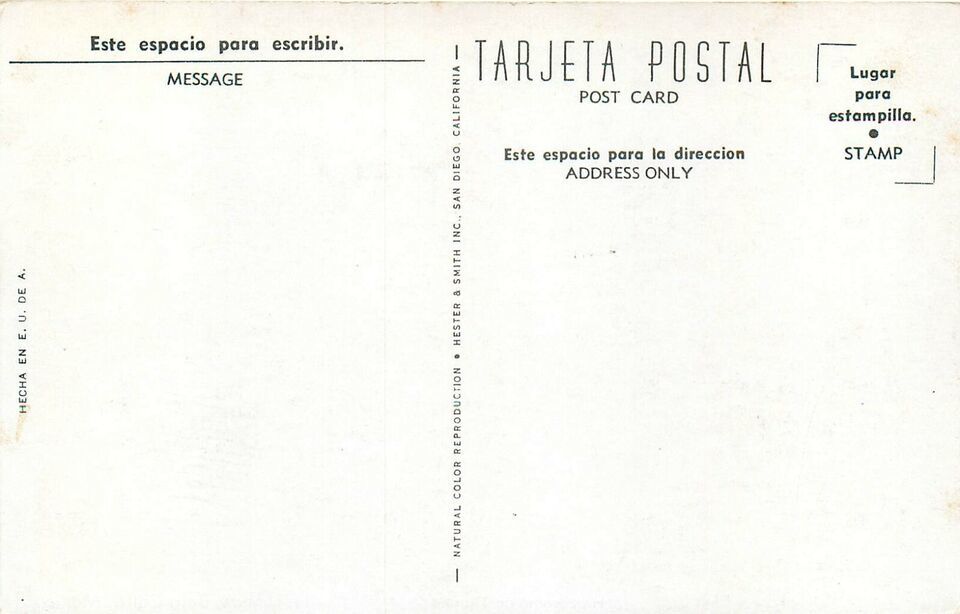 Este espacio para escribir.
MESSAGE
HECHA EN E. U. DE A.
— NATURAL COLOR REPRODUCTION • HESTER & SMITH INC., SAN DIEGO, CALIFORNIA —
TARJETA POSTAL
POST CARD
Este espacio para la direccion
ADDRESS ONLY
Lugar
para
estampilla.
•
STAMP